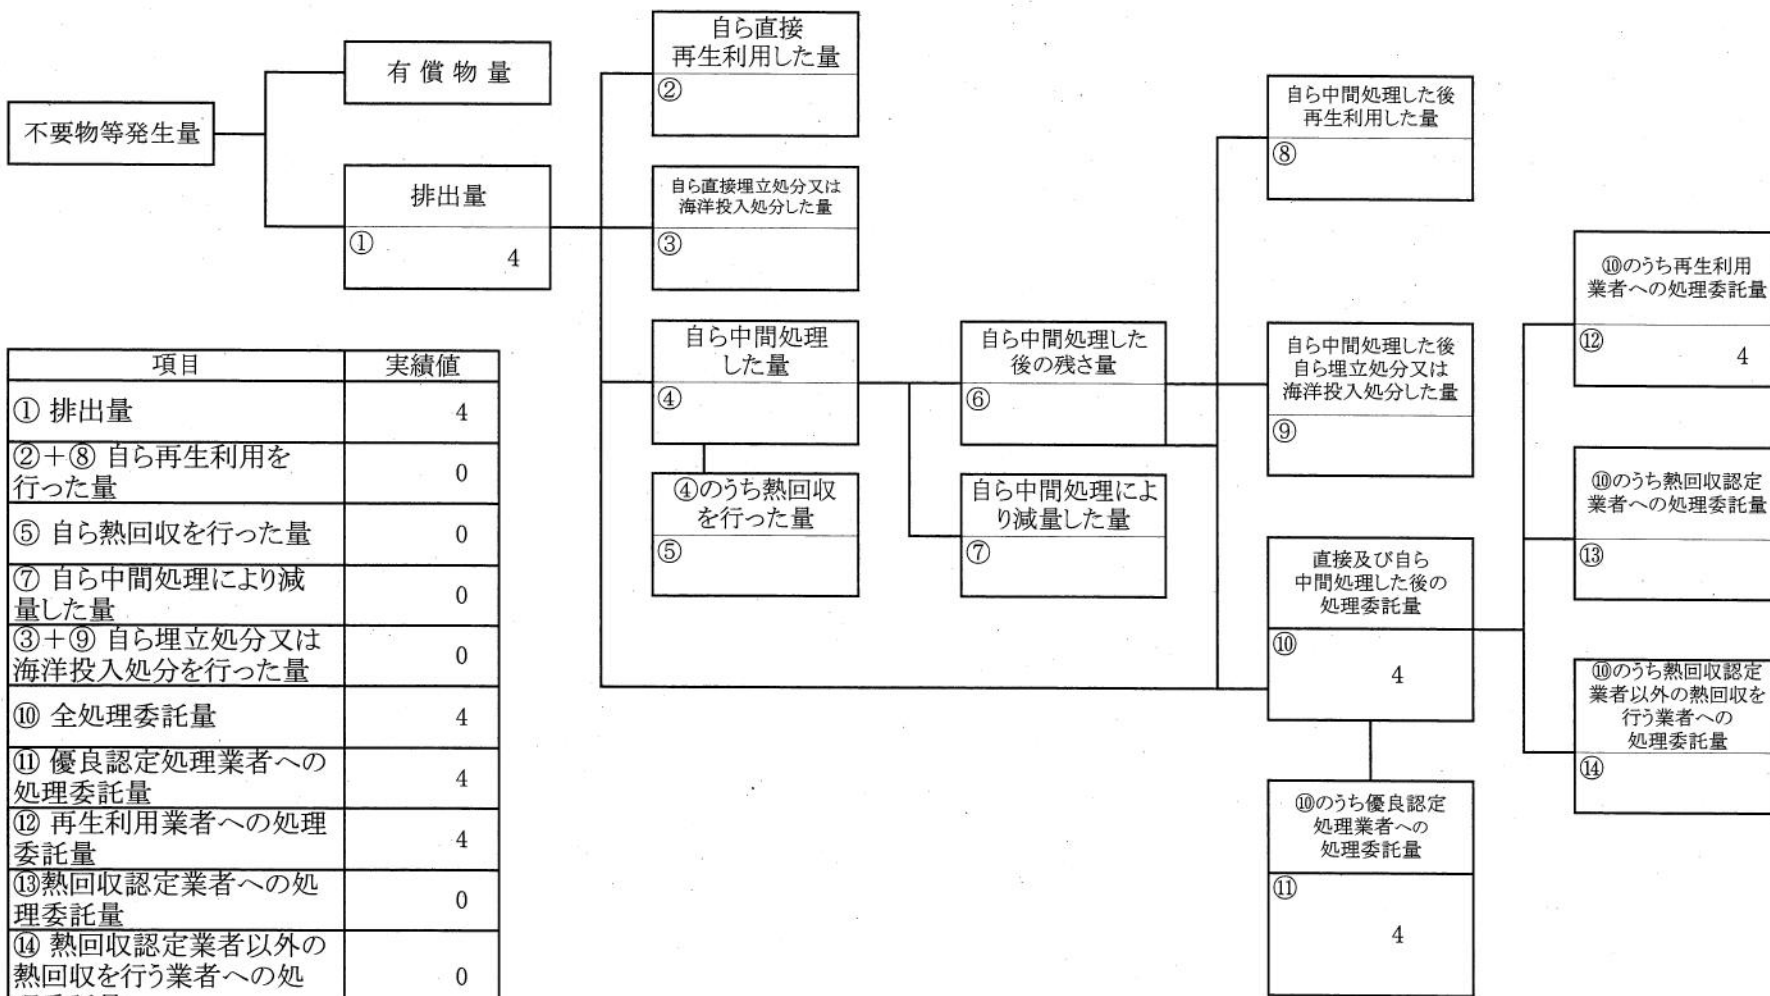 自ら直接
再生利用した量
②
有償物量
不要物等発生量
排出量
①
4
自ら直接埋立処分又は
海洋投入処分した量
③
自ら中間処理した後
再生利用した量
⑧
⑩のうち再生利用
業者への処理委託量
⑫
4
自ら中間処理
した量
④
自ら中間処理した
後の残さ量
⑥
自ら中間処理した後
自ら埋立処分又は
海洋投入処分した量
⑨
④のうち熱回収
を行った量
⑤
自ら中間処理によ
り減量した量
⑦
⑩のうち熱回収認定
業者への処理委託量
⑬
直接及び自ら
中間処理した後の
処理委託量
⑩
4
⑩のうち熱回収認定
業者以外の熱回収を
行う業者への
処理委託量
⑭
⑩のうち優良認定
処理業者への
処理委託量
⑪
4
項目 実績値
① 排出量 4
②＋⑧ 自ら再生利用を
行った量 0
⑤ 自ら熱回収を行った量 0
⑦ 自ら中間処理により減
量した量 0
③＋⑨ 自ら埋立処分又は
海洋投入処分を行った量 0
⑩ 全処理委託量 4
⑪ 優良認定処理業者への
処理委託量 4
⑫ 再生利用業者への処理
委託量 4
⑬熱回収認定業者への処
理委託量 0
⑭ 熱回収認定業者以外の
熱回収を行う業者への処 0